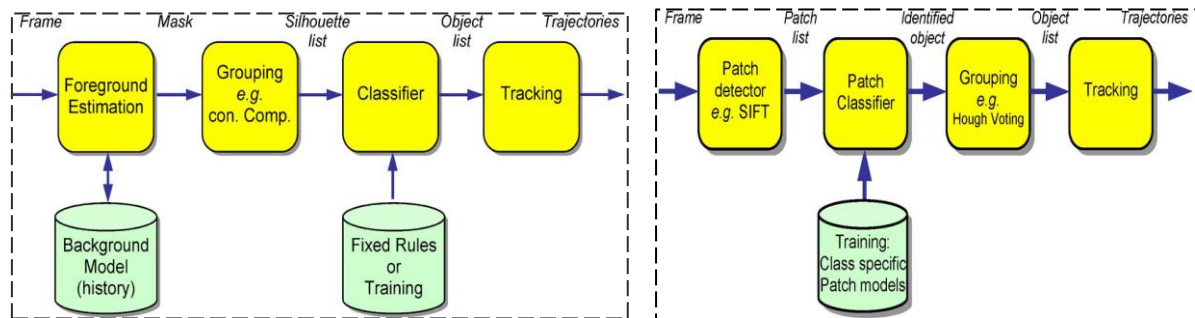 Frame
Mask
Silhouette
list
Object
list
Trajectories
Foreground
Estimation
Grouping
e.g.
con. Comp.
Classifier
Tracking
Background
Model
(history)
Fixed Rules
or
Training
Frame
Patch
list
Identified
object
Object
list
Trajectories
Patch
detector
e.g. SIFT
Patch
Classifier
Grouping
e.g.
Hough Voting
Tracking
Training:
Class specific
Patch models